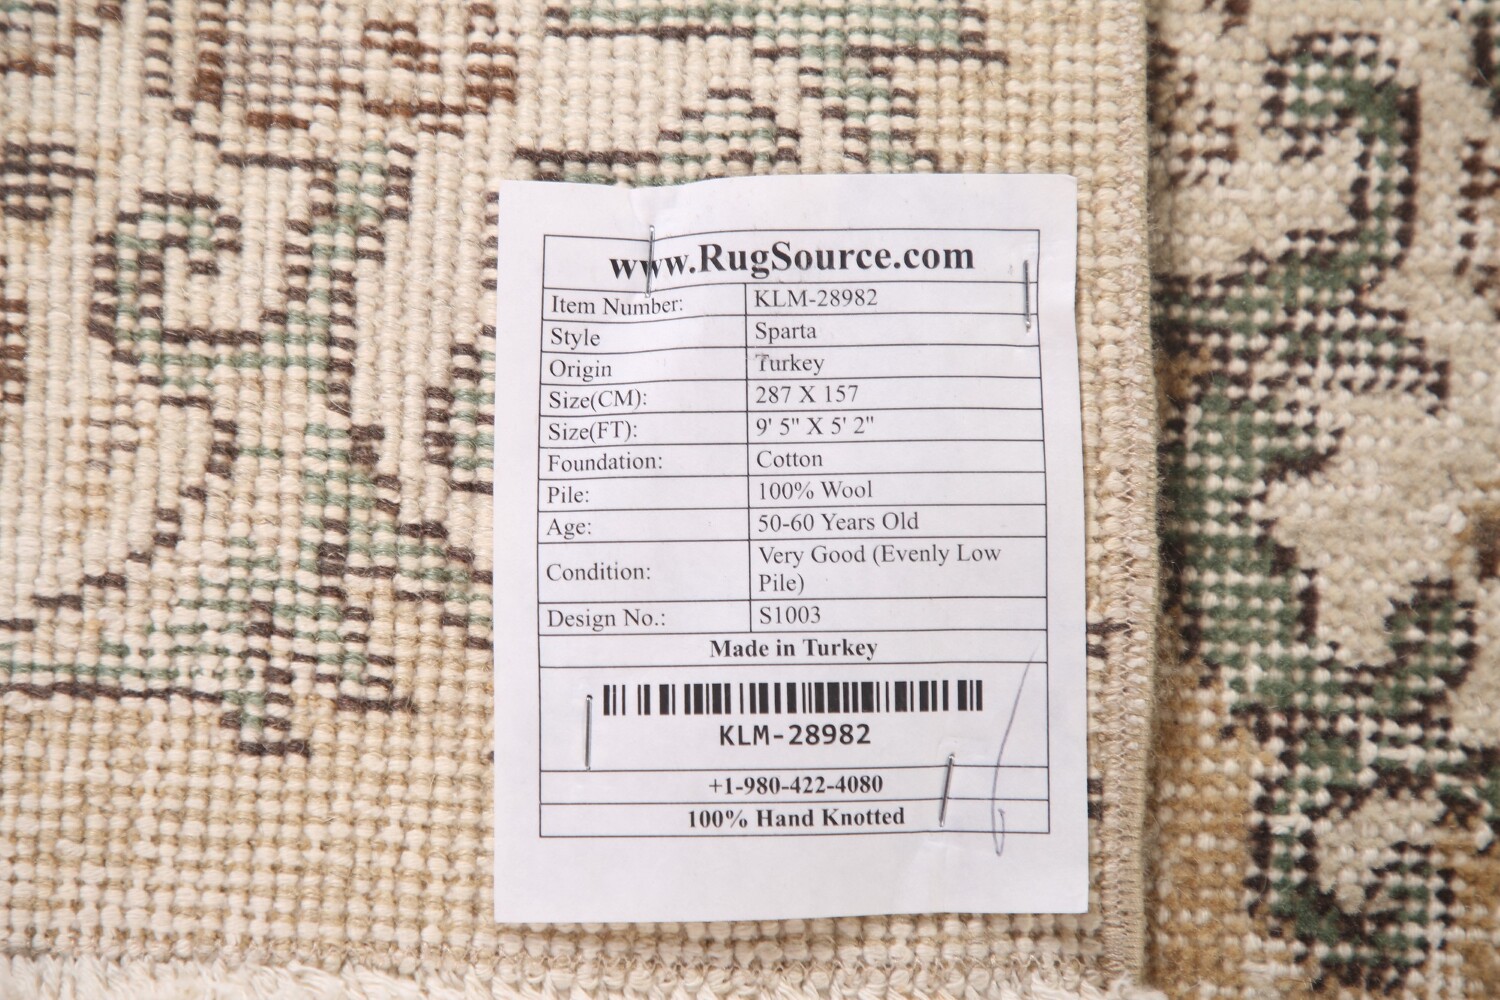 www.RugSource.com
Item Number: KLM-28982
Style Sparta
Origin Turkey
Size(CM): 287 X 157
Size(FT): 9' 5" X 5' 2"
Foundation: Cotton
Pile: 100% Wool
Age: 50-60 Years Old
Condition: Very Good (Evenly Low
Pile)
Design No.: S1003
Made in Turkey
KLM-28982
+1-980-422-4080
100% Hand Knotted